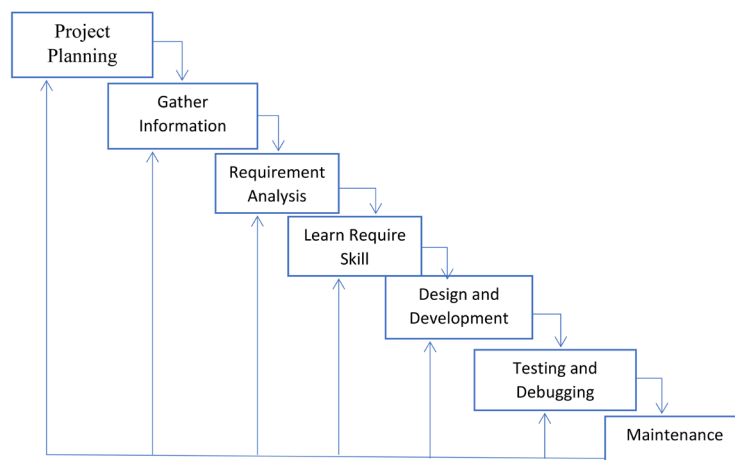 Project
Planning
Gather
Information
Requirement
Analysis
Learn Require
Skill
Design and
Development
Testing and
Debugging
Maintenance